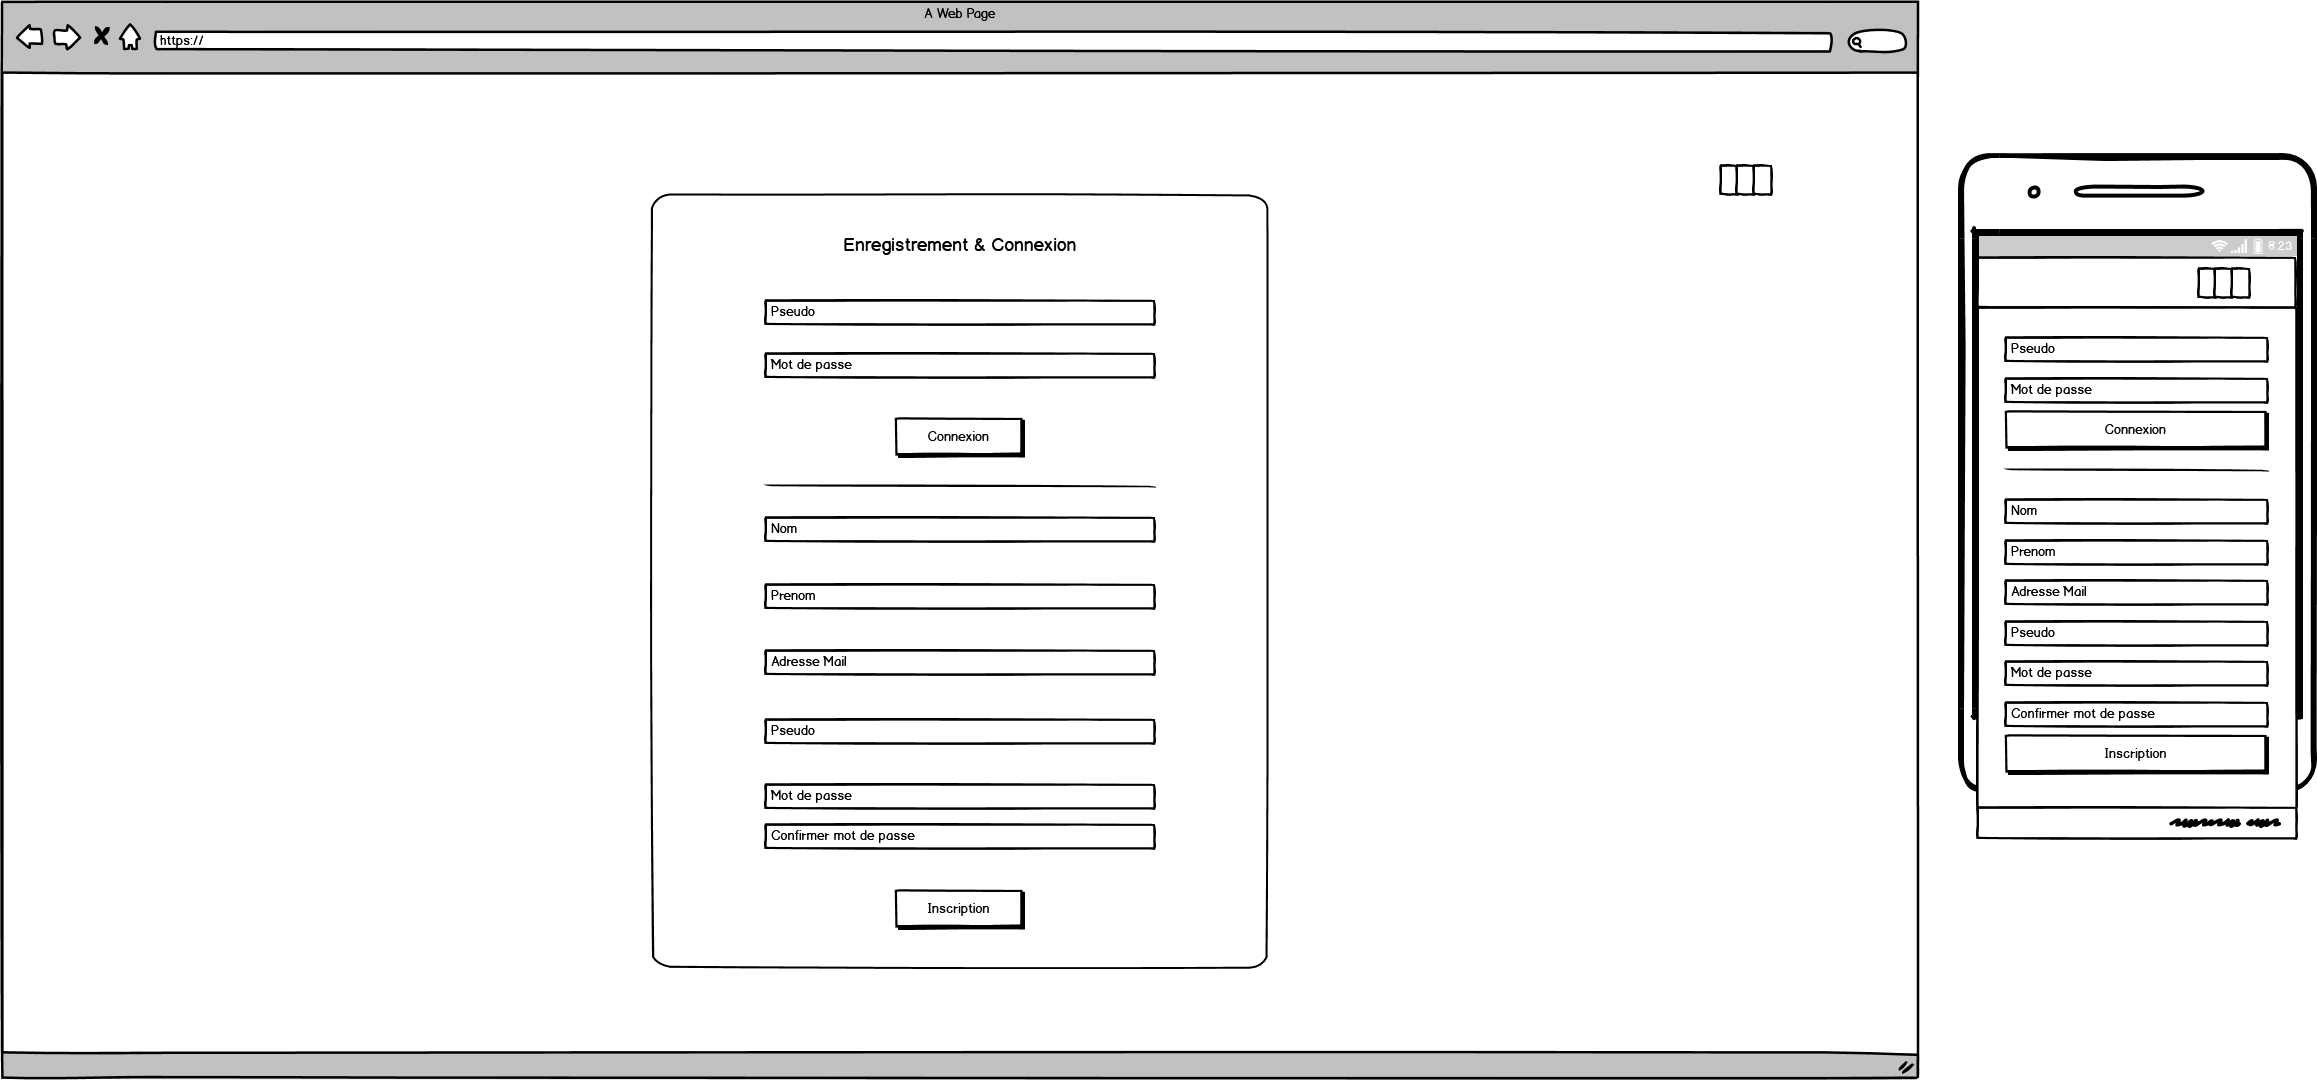 A Web Page
https://
Enregistrement & Connexion
Pseudo
Mot de passe
Connexion
Nom
Prenom
Adresse Mail
Pseudo
Mot de passe
Confirmer mot de passe
Inscription
8:23
Pseudo
Mot de passe
Connexion
Nom
Prenom
Adresse Mail
Pseudo
Mot de passe
Confirmer mot de passe
Inscription